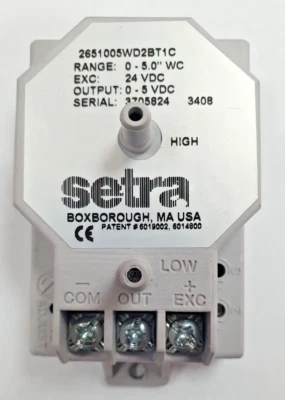 2651005WD2BT1C
RANGE: 0 - 5.0" WC
EXC: 24 VDC
OUTPUT: 0 - 5 VDC
SERIAL: 3705824 3408
HIGH
setra
BOXBOROUGH, MA USA
CE PATENT # 6019002, 6014800
LOW
− +
COM OUT EXC